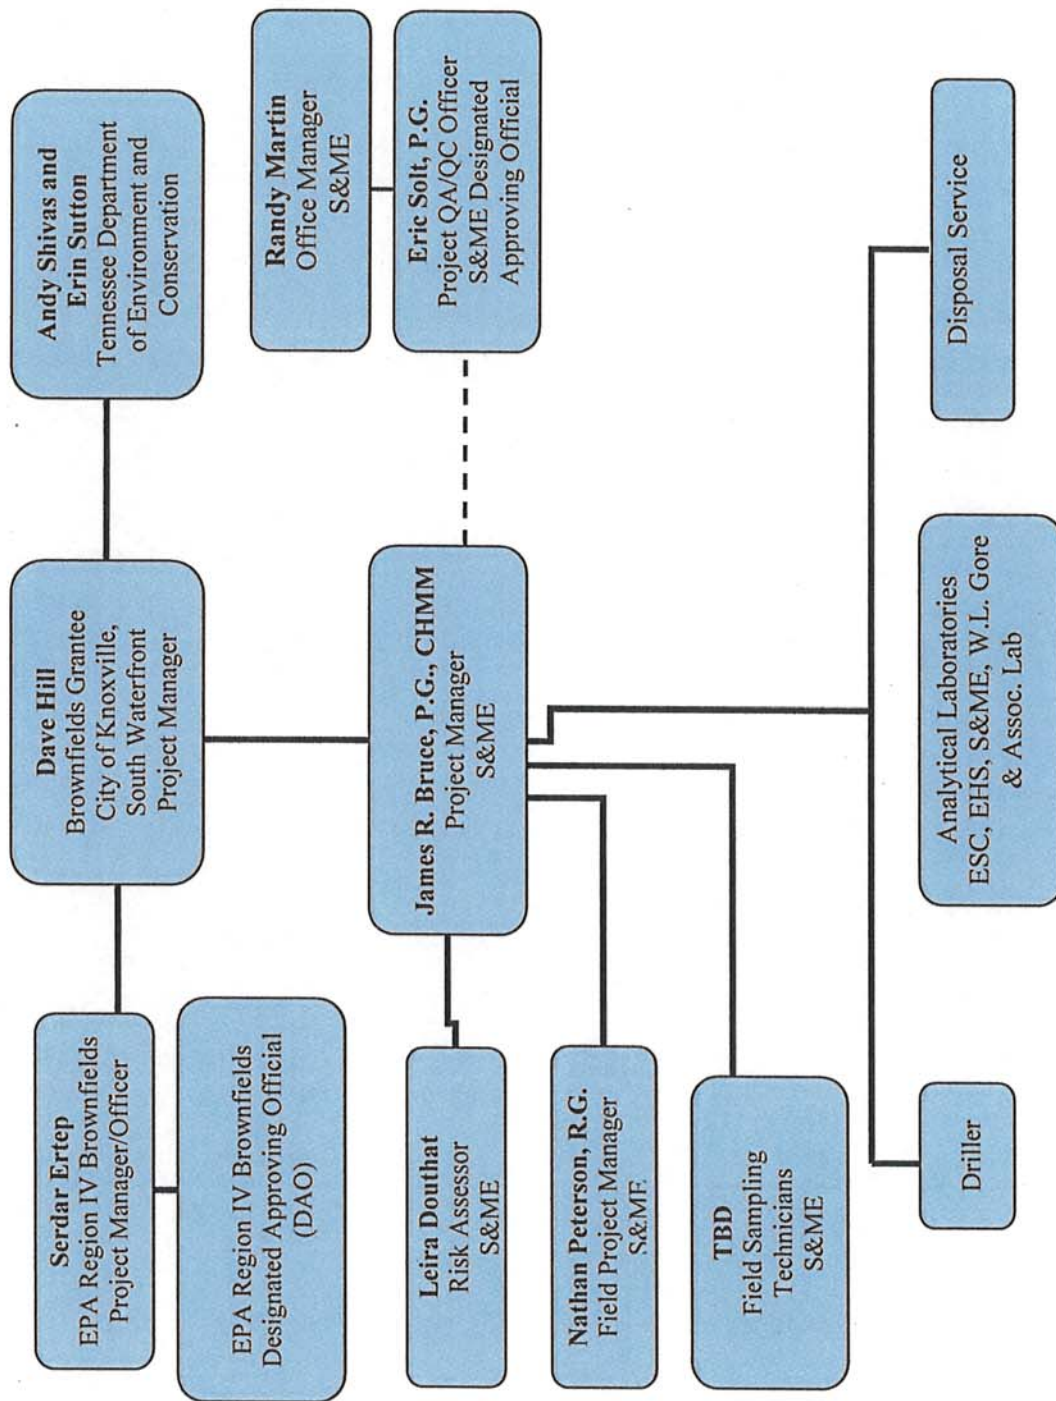 Serdar Ertep
EPA Region IV Brownfields
Project Manager/Officer
EPA Region IV Brownfields
Designated Approving Official
(DAO)
Dave Hill
Brownfields Grantee
City of Knoxville,
South Waterfront
Project Manager
Andy Shivas and
Erin Sutton
Tennessee Department
of Environment and
Conservation
Randy Martin
Office Manager
S&ME
Eric Solt, P.G.
Project QA/QC Officer
S&ME Designated
Approving Official
James R. Bruce, P.G., CHMM
Project Manager
S&ME
Leira Douthat
Risk Assessor
S&ME
Nathan Peterson, R.G.
Field Project Manager
S&ME
TBD
Field Sampling
Technicians
S&ME
Driller
Analytical Laboratories
ESC, EHS, S&ME, W.L. Gore
& Assoc. Lab
Disposal Service